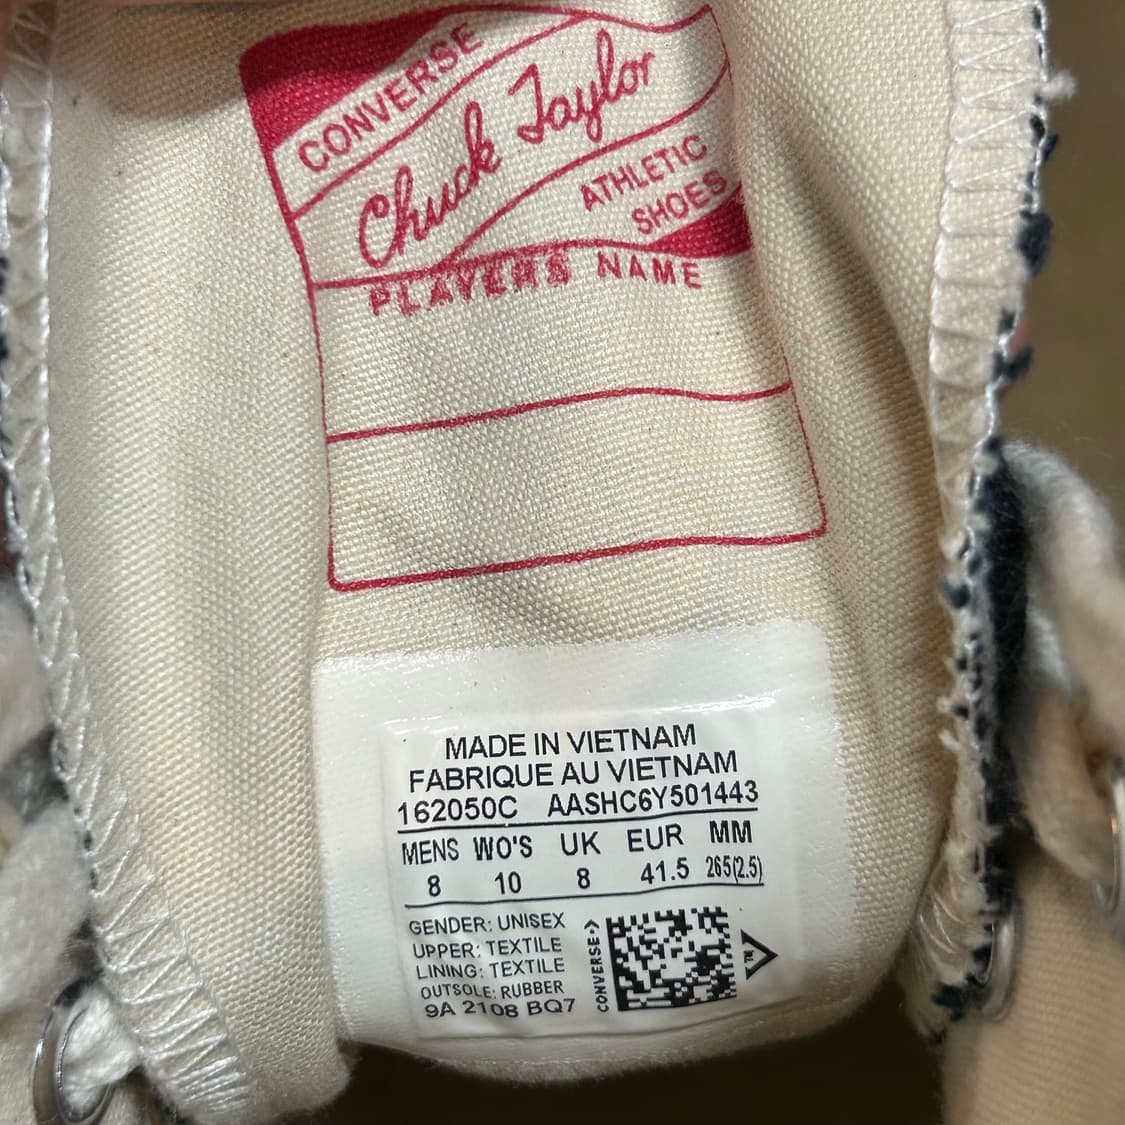 CONVERSE
Chuck Taylor
ATHLETIC
SHOES
PLAYERS NAME
MADE IN VIETNAM
FABRIQUE AU VIETNAM
162050C AASHC6Y501443
MENS WO'S UK EUR MM
8 10 8 41.5 265(2.5)
GENDER: UNISEX
UPPER: TEXTILE
LINING: TEXTILE
OUTSOLE: RUBBER
9A 2108 BQ7
CONVERSE
TM